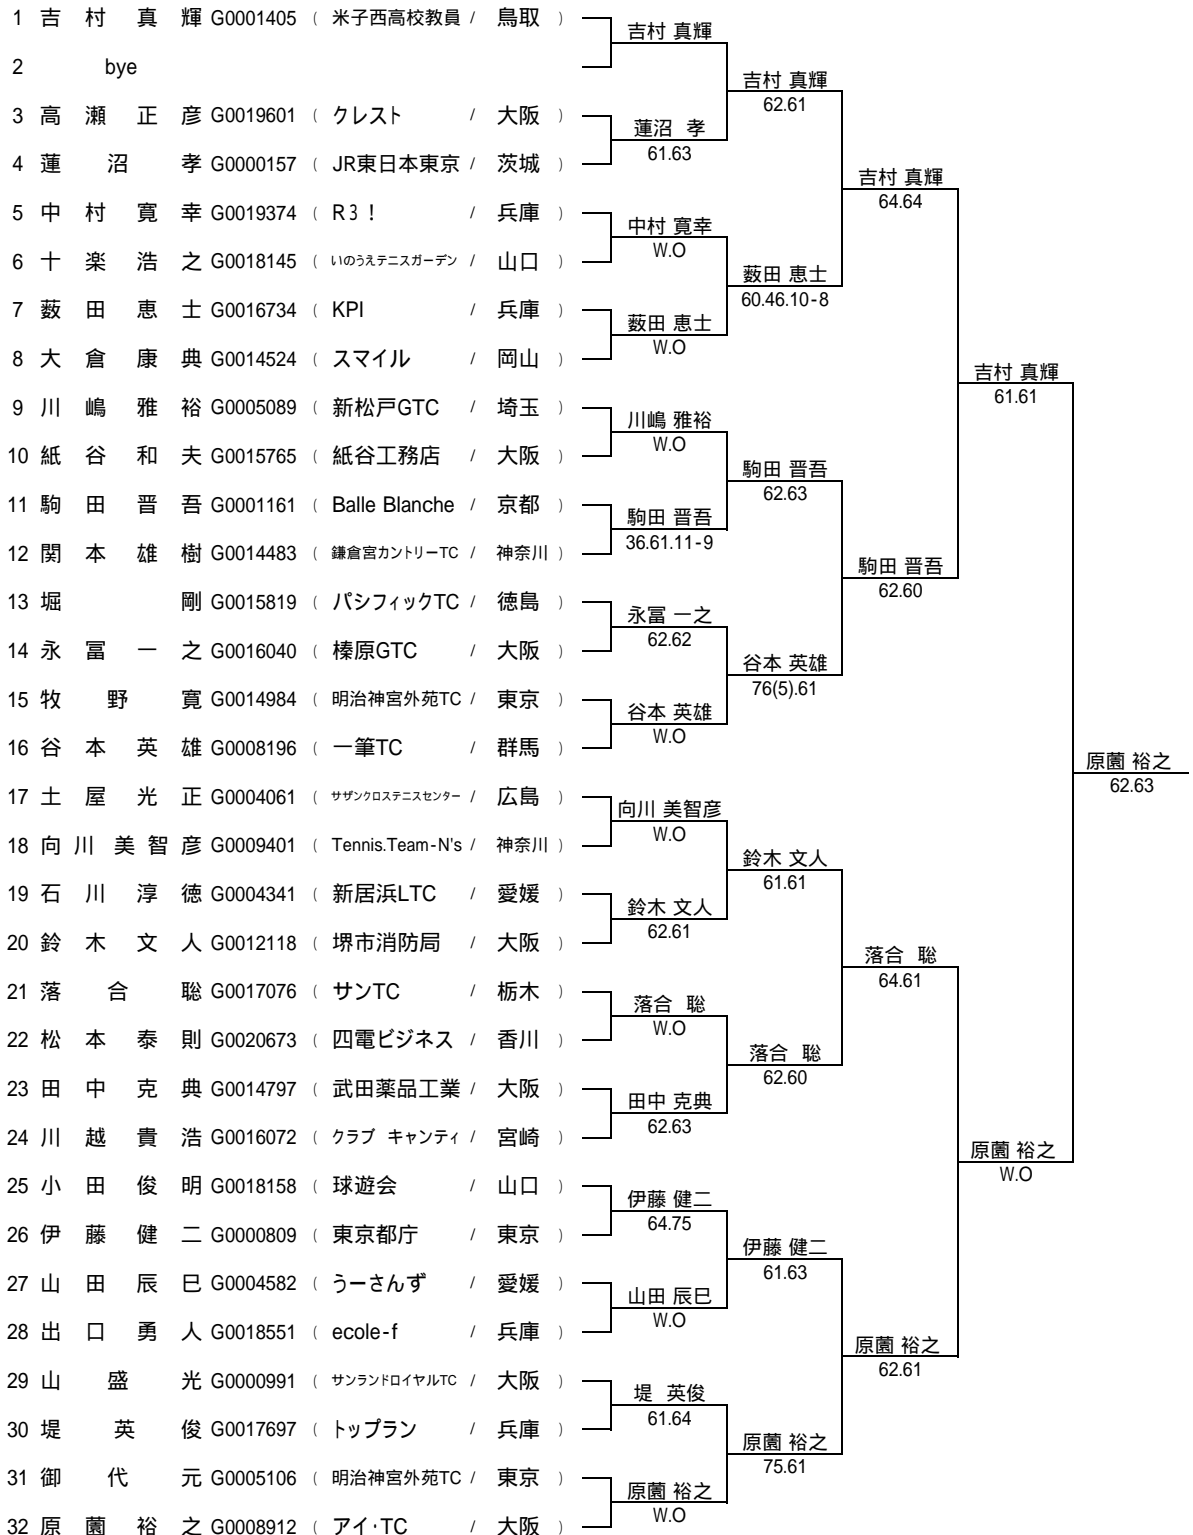 1 吉村真輝 G0001405 ( 米子西高校教員 / 鳥取 )
吉村 真輝
2 bye
吉村 真輝
62.61
3 高瀬正彦 G0019601 ( クレスト / 大阪 )
蓮沼 孝
61.63
4 蓮沼孝 G0000157 ( JR東日本東京 / 茨城 )
吉村 真輝
64.64
5 中村寛幸 G0019374 ( R3! / 兵庫 )
中村 寛幸
W.O
6 十楽浩之 G0018145 ( いのうえテニスガーデン / 山口 )
薮田 恵士
60.46.10-8
7 薮田恵士 G0016734 ( KPI / 兵庫 )
薮田 恵士
W.O
8 大倉康典 G0014524 ( スマイル / 岡山 )
吉村 真輝
61.61
9 川嶋雅裕 G0005089 ( 新松戸GTC / 埼玉 )
川嶋 雅裕
W.O
10 紙谷和夫 G0015765 ( 紙谷工務店 / 大阪 )
駒田 晋吾
62.63
11 駒田晋吾 G0001161 ( Balle Blanche / 京都 )
駒田 晋吾
36.61.11-9
12 関本雄樹 G0014483 ( 鎌倉宮カントリーTC / 神奈川 )
駒田 晋吾
62.60
13 堀剛 G0015819 ( パシフィックTC / 徳島 )
永冨 一之
62.62
14 永冨一之 G0016040 ( 榛原GTC / 大阪 )
谷本 英雄
76(5).61
15 牧野寛 G0014984 ( 明治神宮外苑TC / 東京 )
谷本 英雄
W.O
16 谷本英雄 G0008196 ( 一筆TC / 群馬 )
原薗 裕之
62.63
17 土屋光正 G0004061 ( サザンクロステニスセンター / 広島 )
向川 美智彦
W.O
18 向川美智彦 G0009401 ( Tennis.Team-N's / 神奈川 )
鈴木 文人
61.61
19 石川淳徳 G0004341 ( 新居浜LTC / 愛媛 )
鈴木 文人
62.61
20 鈴木文人 G0012118 ( 堺市消防局 / 大阪 )
落合 聡
64.61
21 落合聡 G0017076 ( サンTC / 栃木 )
落合 聡
W.O
22 松本泰則 G0020673 ( 四電ビジネス / 香川 )
落合 聡
62.60
23 田中克典 G0014797 ( 武田薬品工業 / 大阪 )
田中 克典
62.63
24 川越貴浩 G0016072 ( クラブ キャンティ / 宮崎 )
原薗 裕之
W.O
25 小田俊明 G0018158 ( 球遊会 / 山口 )
伊藤 健二
64.75
26 伊藤健二 G0000809 ( 東京都庁 / 東京 )
伊藤 健二
61.63
27 山田辰巳 G0004582 ( うーさんず / 愛媛 )
山田 辰巳
W.O
28 出口勇人 G0018551 ( ecole-f / 兵庫 )
原薗 裕之
62.61
29 山盛光 G0000991 ( サンランドロイヤルTC / 大阪 )
堤 英俊
61.64
30 堤英俊 G0017697 ( トップラン / 兵庫 )
原薗 裕之
75.61
31 御代元 G0005106 ( 明治神宮外苑TC / 東京 )
原薗 裕之
W.O
32 原薗裕之 G0008912 ( アイ・TC / 大阪 )